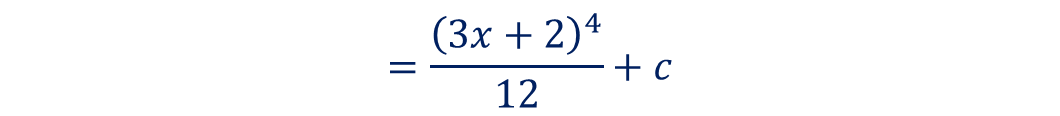 = (3x + 2)⁴ / 12 + c